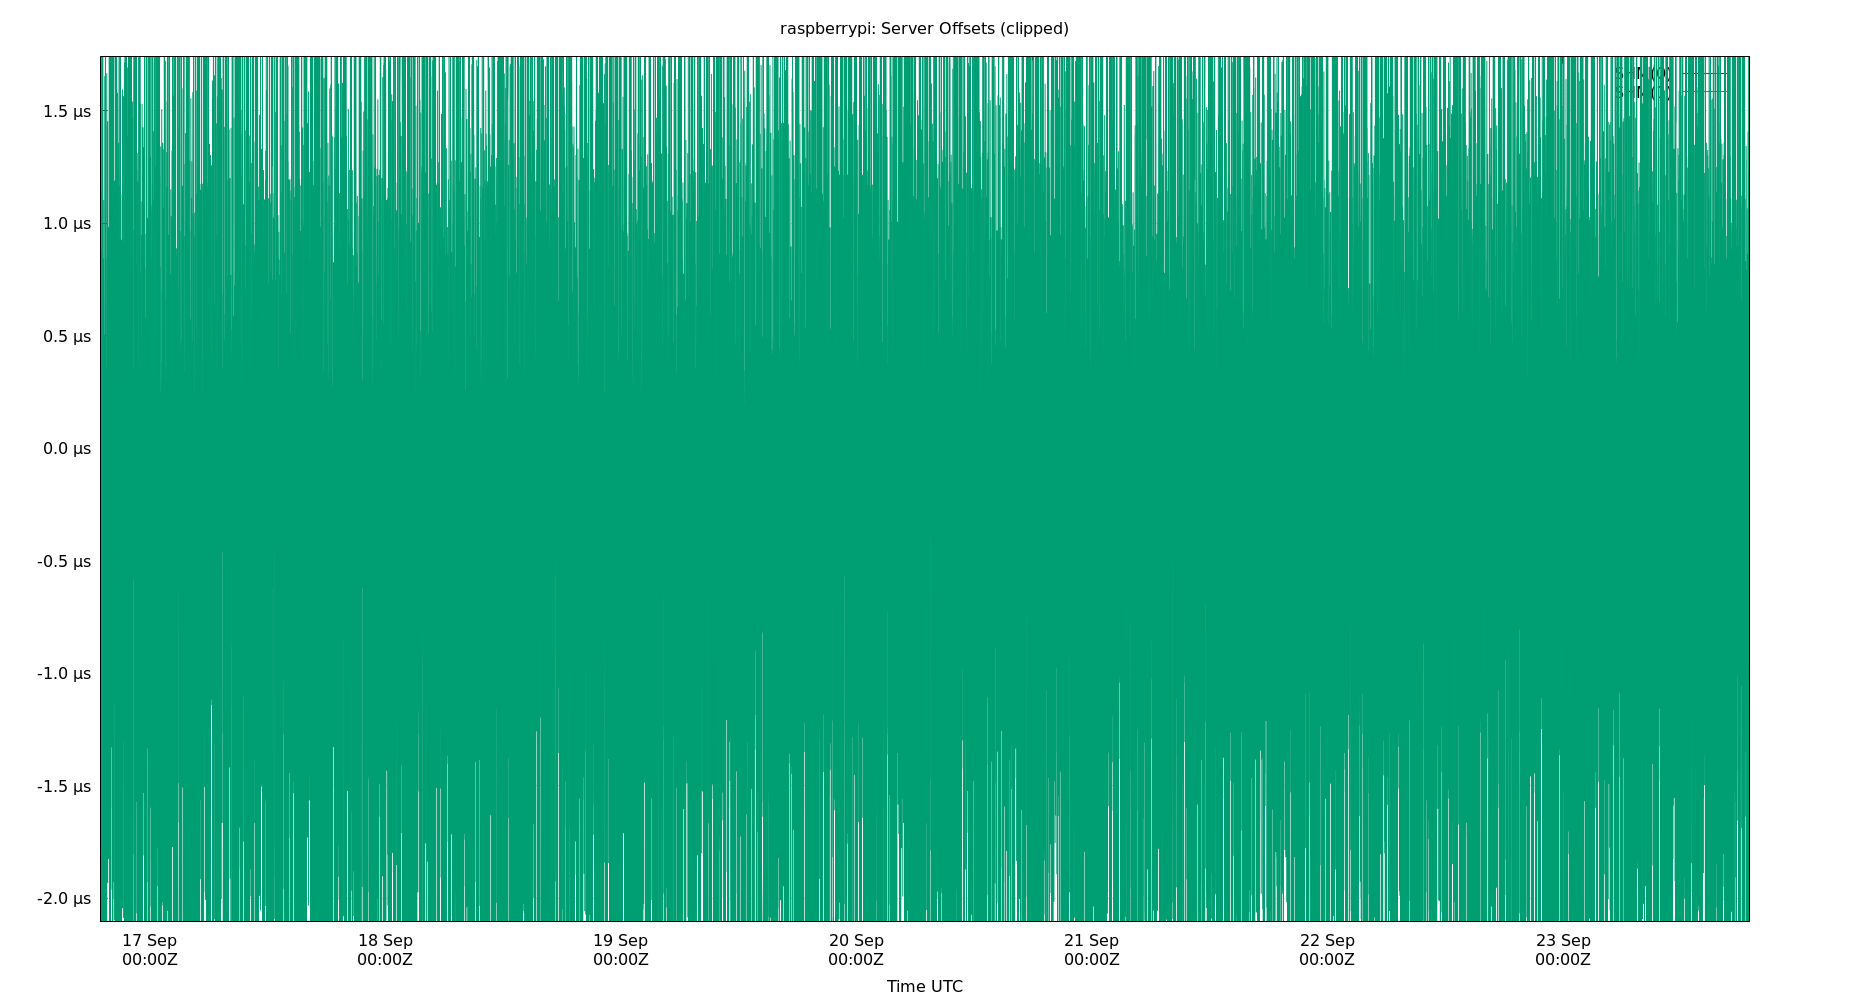 raspberrypi: Server Offsets (clipped)
SHM(0)
1.5 µs
1.0 µs
0.5 µs
0.0 µs
-0.5 µs
-1.0 µs
-1.5 µs
-2.0 µs
17 Sep
00:00Z
18 Sep
00:00Z
19 Sep
00:00Z
20 Sep
00:00Z
21 Sep
00:00Z
22 Sep
00:00Z
23 Sep
00:00Z
Time UTC